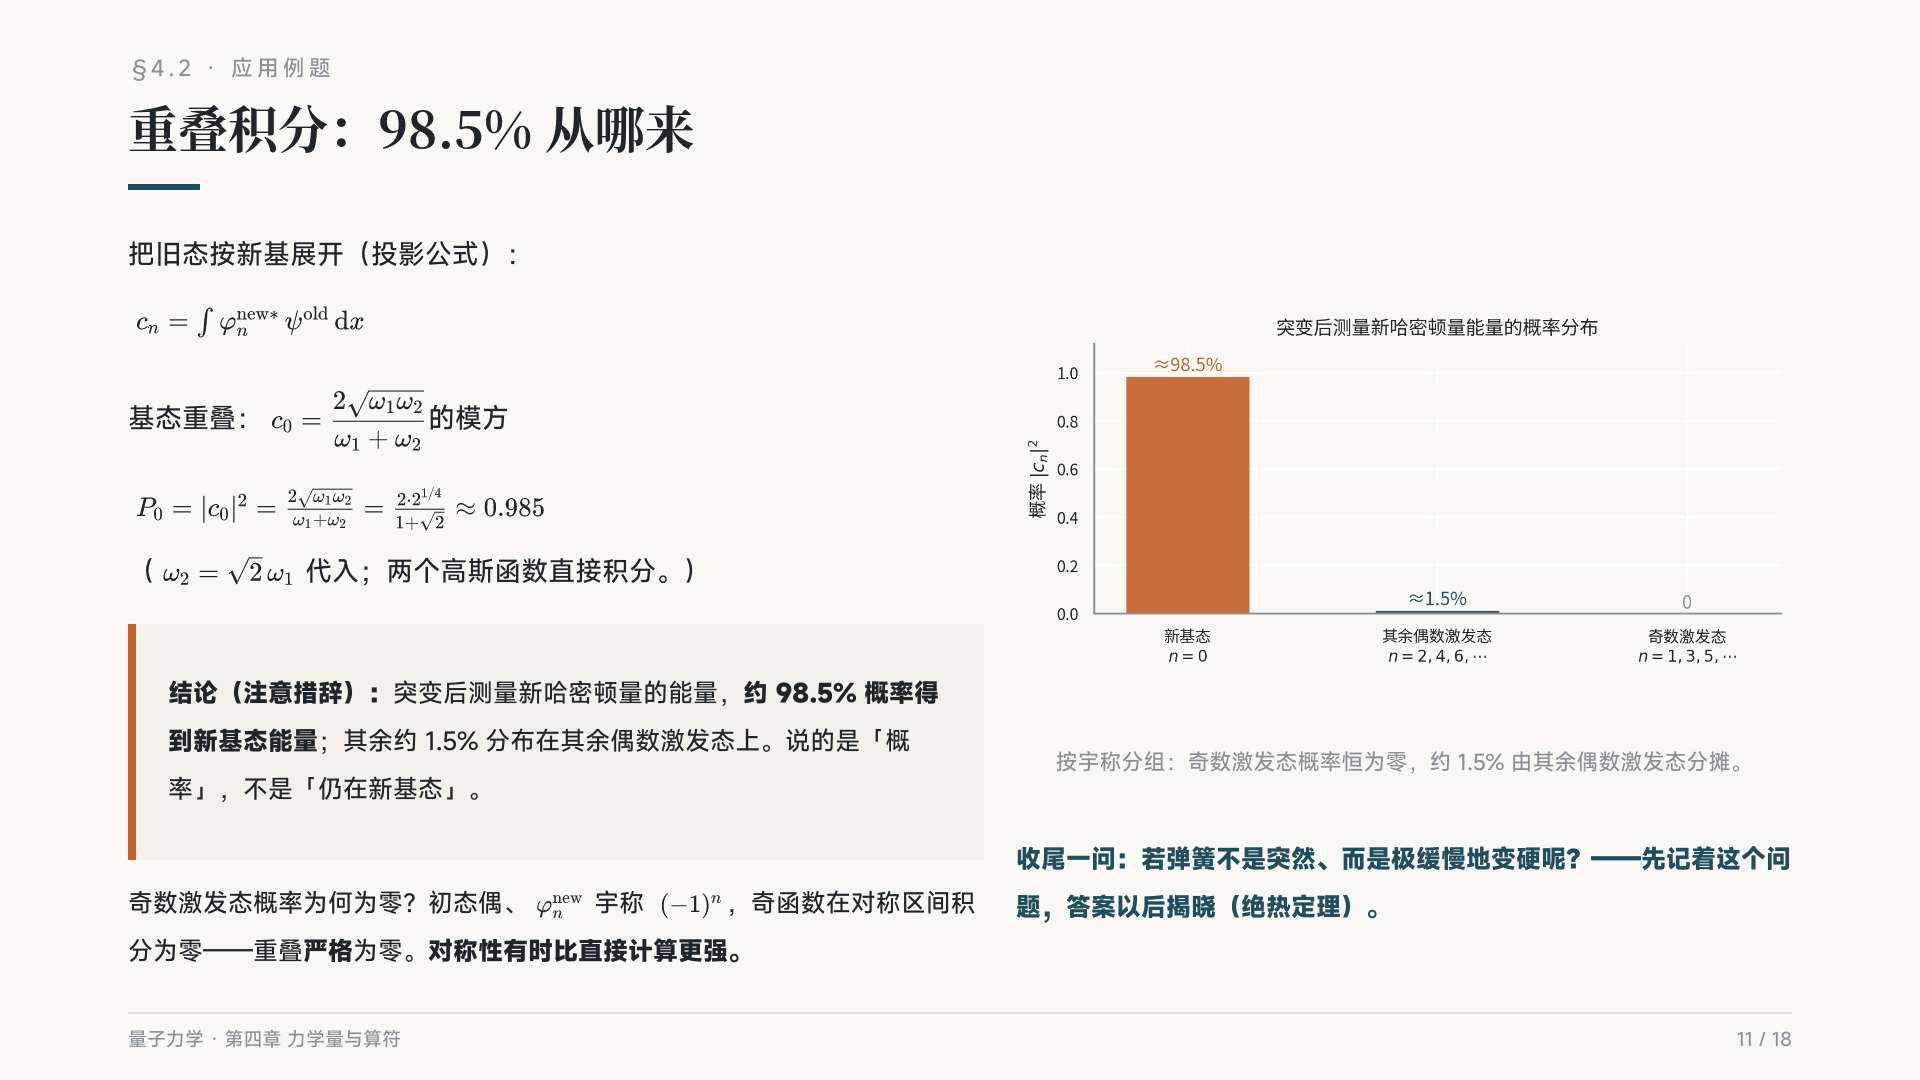 §4.2 · 应用例题
重叠积分：98.5% 从哪来
把旧态按新基展开（投影公式）：
cₙ = ∫ φₙ^{new*} ψ^{old} dx
基态重叠： c₀ = 2√(ω₁ω₂) / (ω₁ + ω₂) 的模方
P₀ = |c₀|² = 2√(ω₁ω₂)/(ω₁+ω₂) = 2·2^{1/4}/(1+√2) ≈ 0.985
（ω₂ = √2 ω₁ 代入；两个高斯函数直接积分。）
结论（注意措辞）：突变后测量新哈密顿量的能量，约 98.5% 概率得
到新基态能量；其余约 1.5% 分布在其余偶数激发态上。说的是「概
率」，不是「仍在新基态」。
奇数激发态概率为何为零？初态偶、φₙ^{new} 宇称 (−1)ⁿ，奇函数在对称区间积
分为零——重叠严格为零。对称性有时比直接计算更强。
突变后测量新哈密顿量能量的概率分布
概率 |cₙ|²
1.0
0.8
0.6
0.4
0.2
0.0
≈98.5%
≈1.5%
0
新基态
n = 0
其余偶数激发态
n = 2, 4, 6, ⋯
奇数激发态
n = 1, 3, 5, ⋯
按宇称分组：奇数激发态概率恒为零，约 1.5% 由其余偶数激发态分摊。
收尾一问：若弹簧不是突然、而是极缓慢地变硬呢？——先记着这个问
题，答案以后揭晓（绝热定理）。
量子力学 · 第四章 力学量与算符
11 / 18